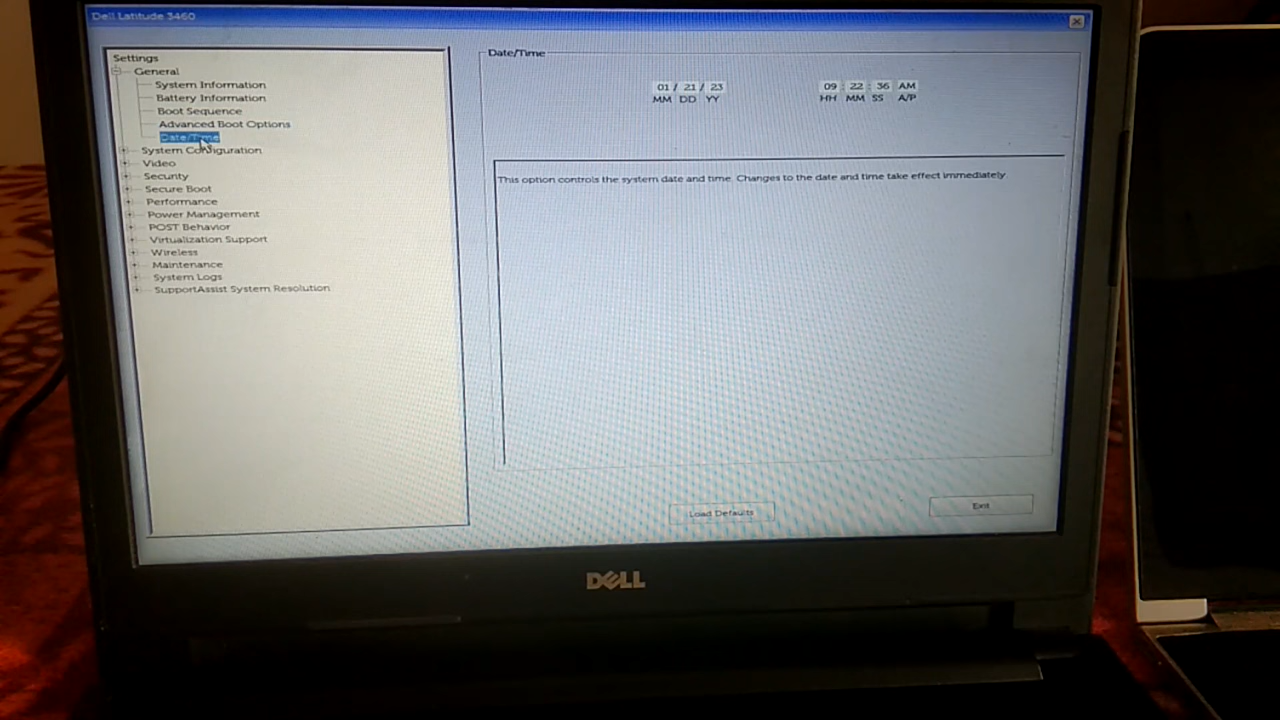 Dell Latitude 3460
Settings
General
System Information
Battery Information
Boot Sequence
Advanced Boot Options
Date/Time
System Configuration
Video
Security
Secure Boot
Performance
Power Management
POST Behavior
Virtualization Support
Wireless
Maintenance
System Logs
SupportAssist System Resolution
Date/Time
01 / 21 / 23 09 : 22 : 36 AM
MM DD YY HH MM SS A/P
This option controls the system date and time. Changes to the date and time take effect immediately.
Load Defaults
Exit
DELL